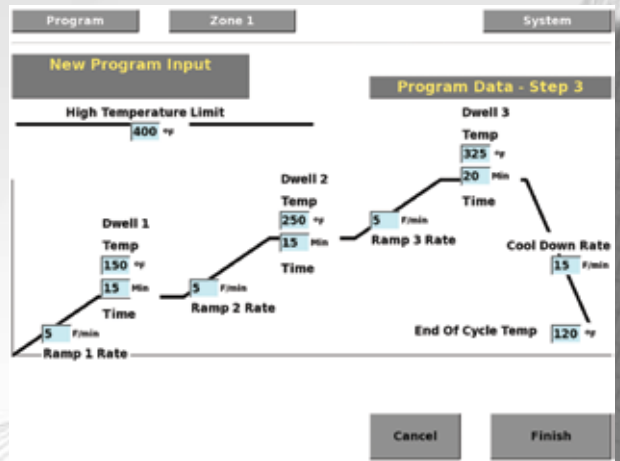 Program Zone 1 System
New Program Input
Program Data - Step 3
High Temperature Limit
400 °F
Dwell 3
Temp
325 °F
20 Min
Time
Dwell 2
Temp
250 °F
15 Min
Time
Dwell 1
Temp
150 °F
15 Min
Time
5 F/min
Ramp 1 Rate
5 F/min
Ramp 2 Rate
5 F/min
Ramp 3 Rate
Cool Down Rate
15 F/min
End Of Cycle Temp 120 °F
Cancel Finish